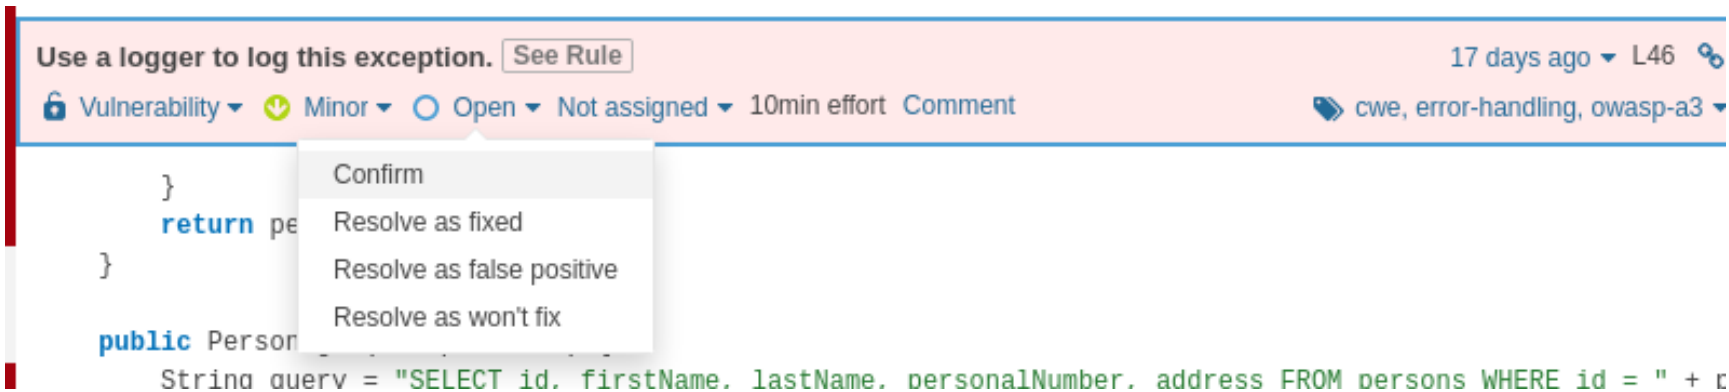 Use a logger to log this exception. See Rule 17 days ago L46
Vulnerability Minor Open Not assigned 10min effort Comment cwe, error-handling, owasp-a3
Confirm
}
return
Resolve as fixed
}
Resolve as false positive
Resolve as won't fix
public Person
String query = "SELECT id, firstName, lastName, personalNumber, address FROM persons WHERE id = " +